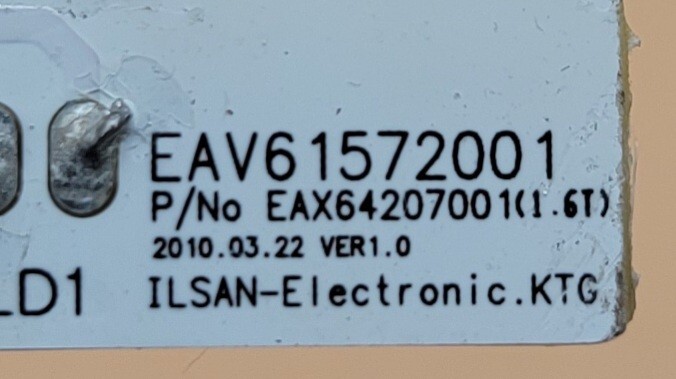 EAV61572001
P/No EAX64207001(1.6T)
2010.03.22 VER1.0
LD1
ILSAN-Electronic.KTG